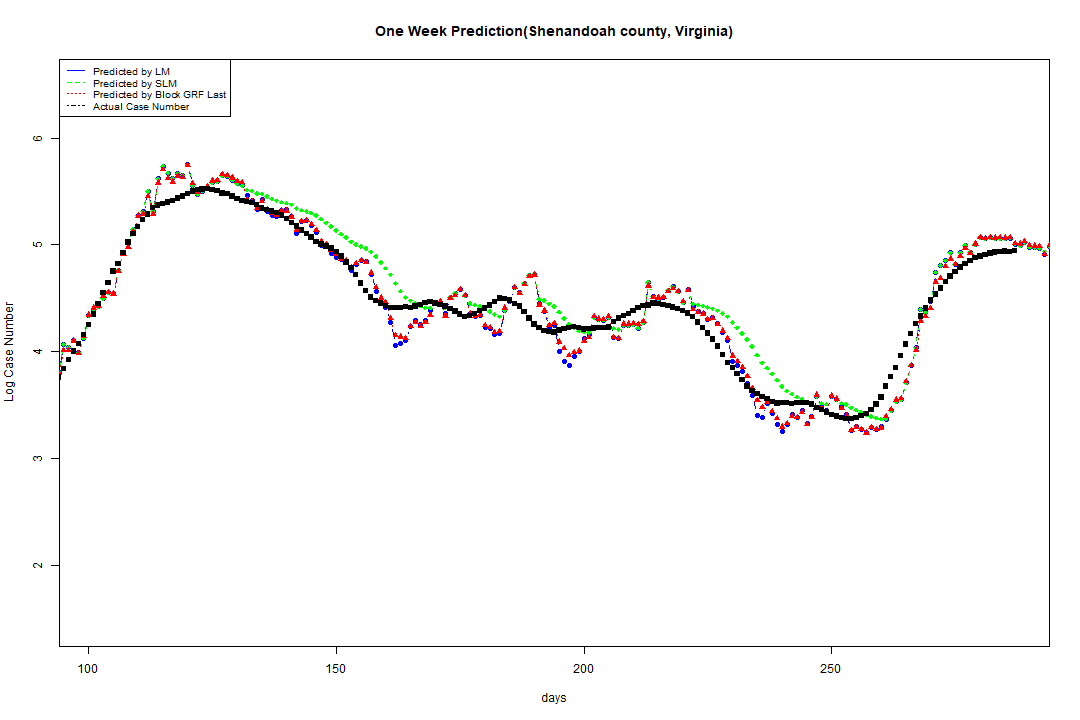 One Week Prediction(Shenandoah county, Virginia)
Predicted by LM
Predicted by SLM
Predicted by Block GRF Last
Actual Case Number
6
5
4
3
2
Log Case Number
100 150 200 250
days